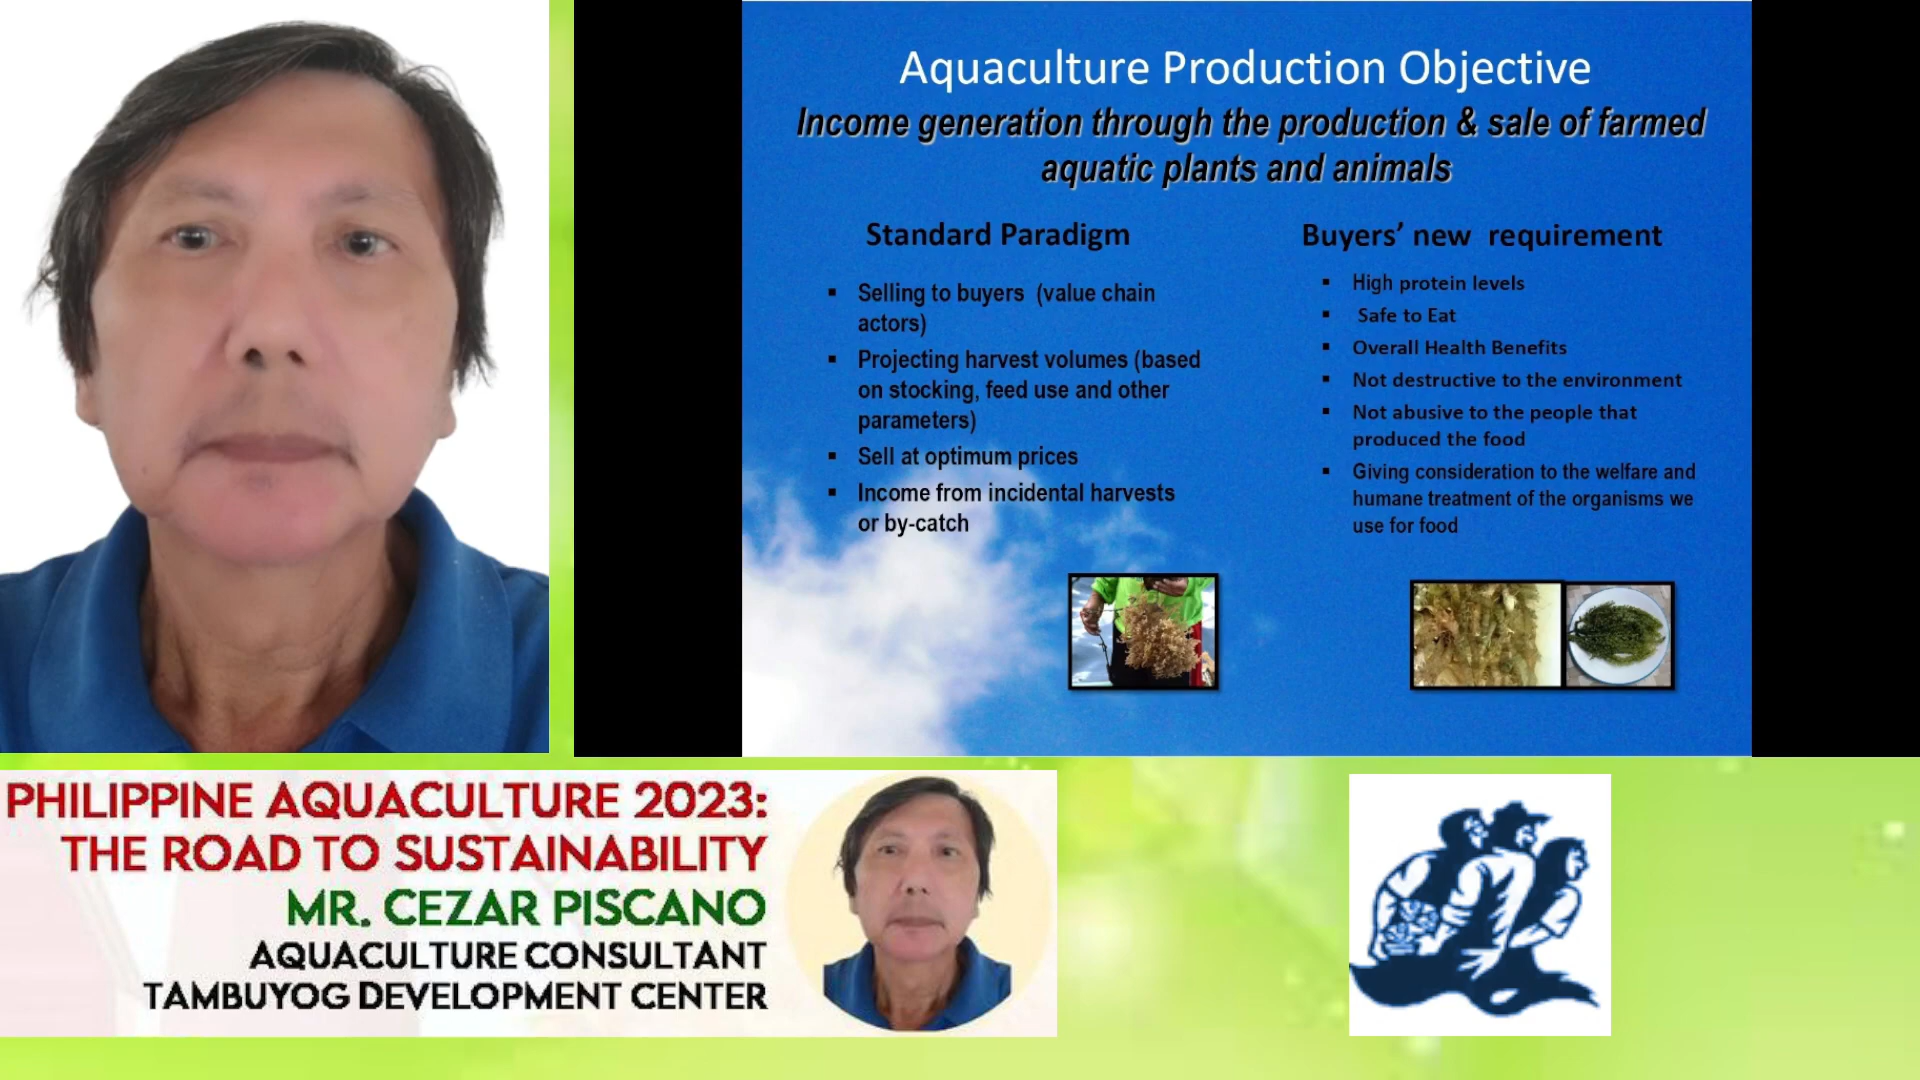 Aquaculture Production Objective
Income generation through the production & sale of farmed
aquatic plants and animals
Standard Paradigm
▪ Selling to buyers (value chain
actors)
▪ Projecting harvest volumes (based
on stocking, feed use and other
parameters)
▪ Sell at optimum prices
▪ Income from incidental harvests
or by-catch
Buyers’ new requirement
▪ High protein levels
▪ Safe to Eat
▪ Overall Health Benefits
▪ Not destructive to the environment
▪ Not abusive to the people that
produced the food
▪ Giving consideration to the welfare and
humane treatment of the organisms we
use for food
PHILIPPINE AQUACULTURE 2023:
THE ROAD TO SUSTAINABILITY
MR. CEZAR PISCANO
AQUACULTURE CONSULTANT
TAMBUYOG DEVELOPMENT CENTER